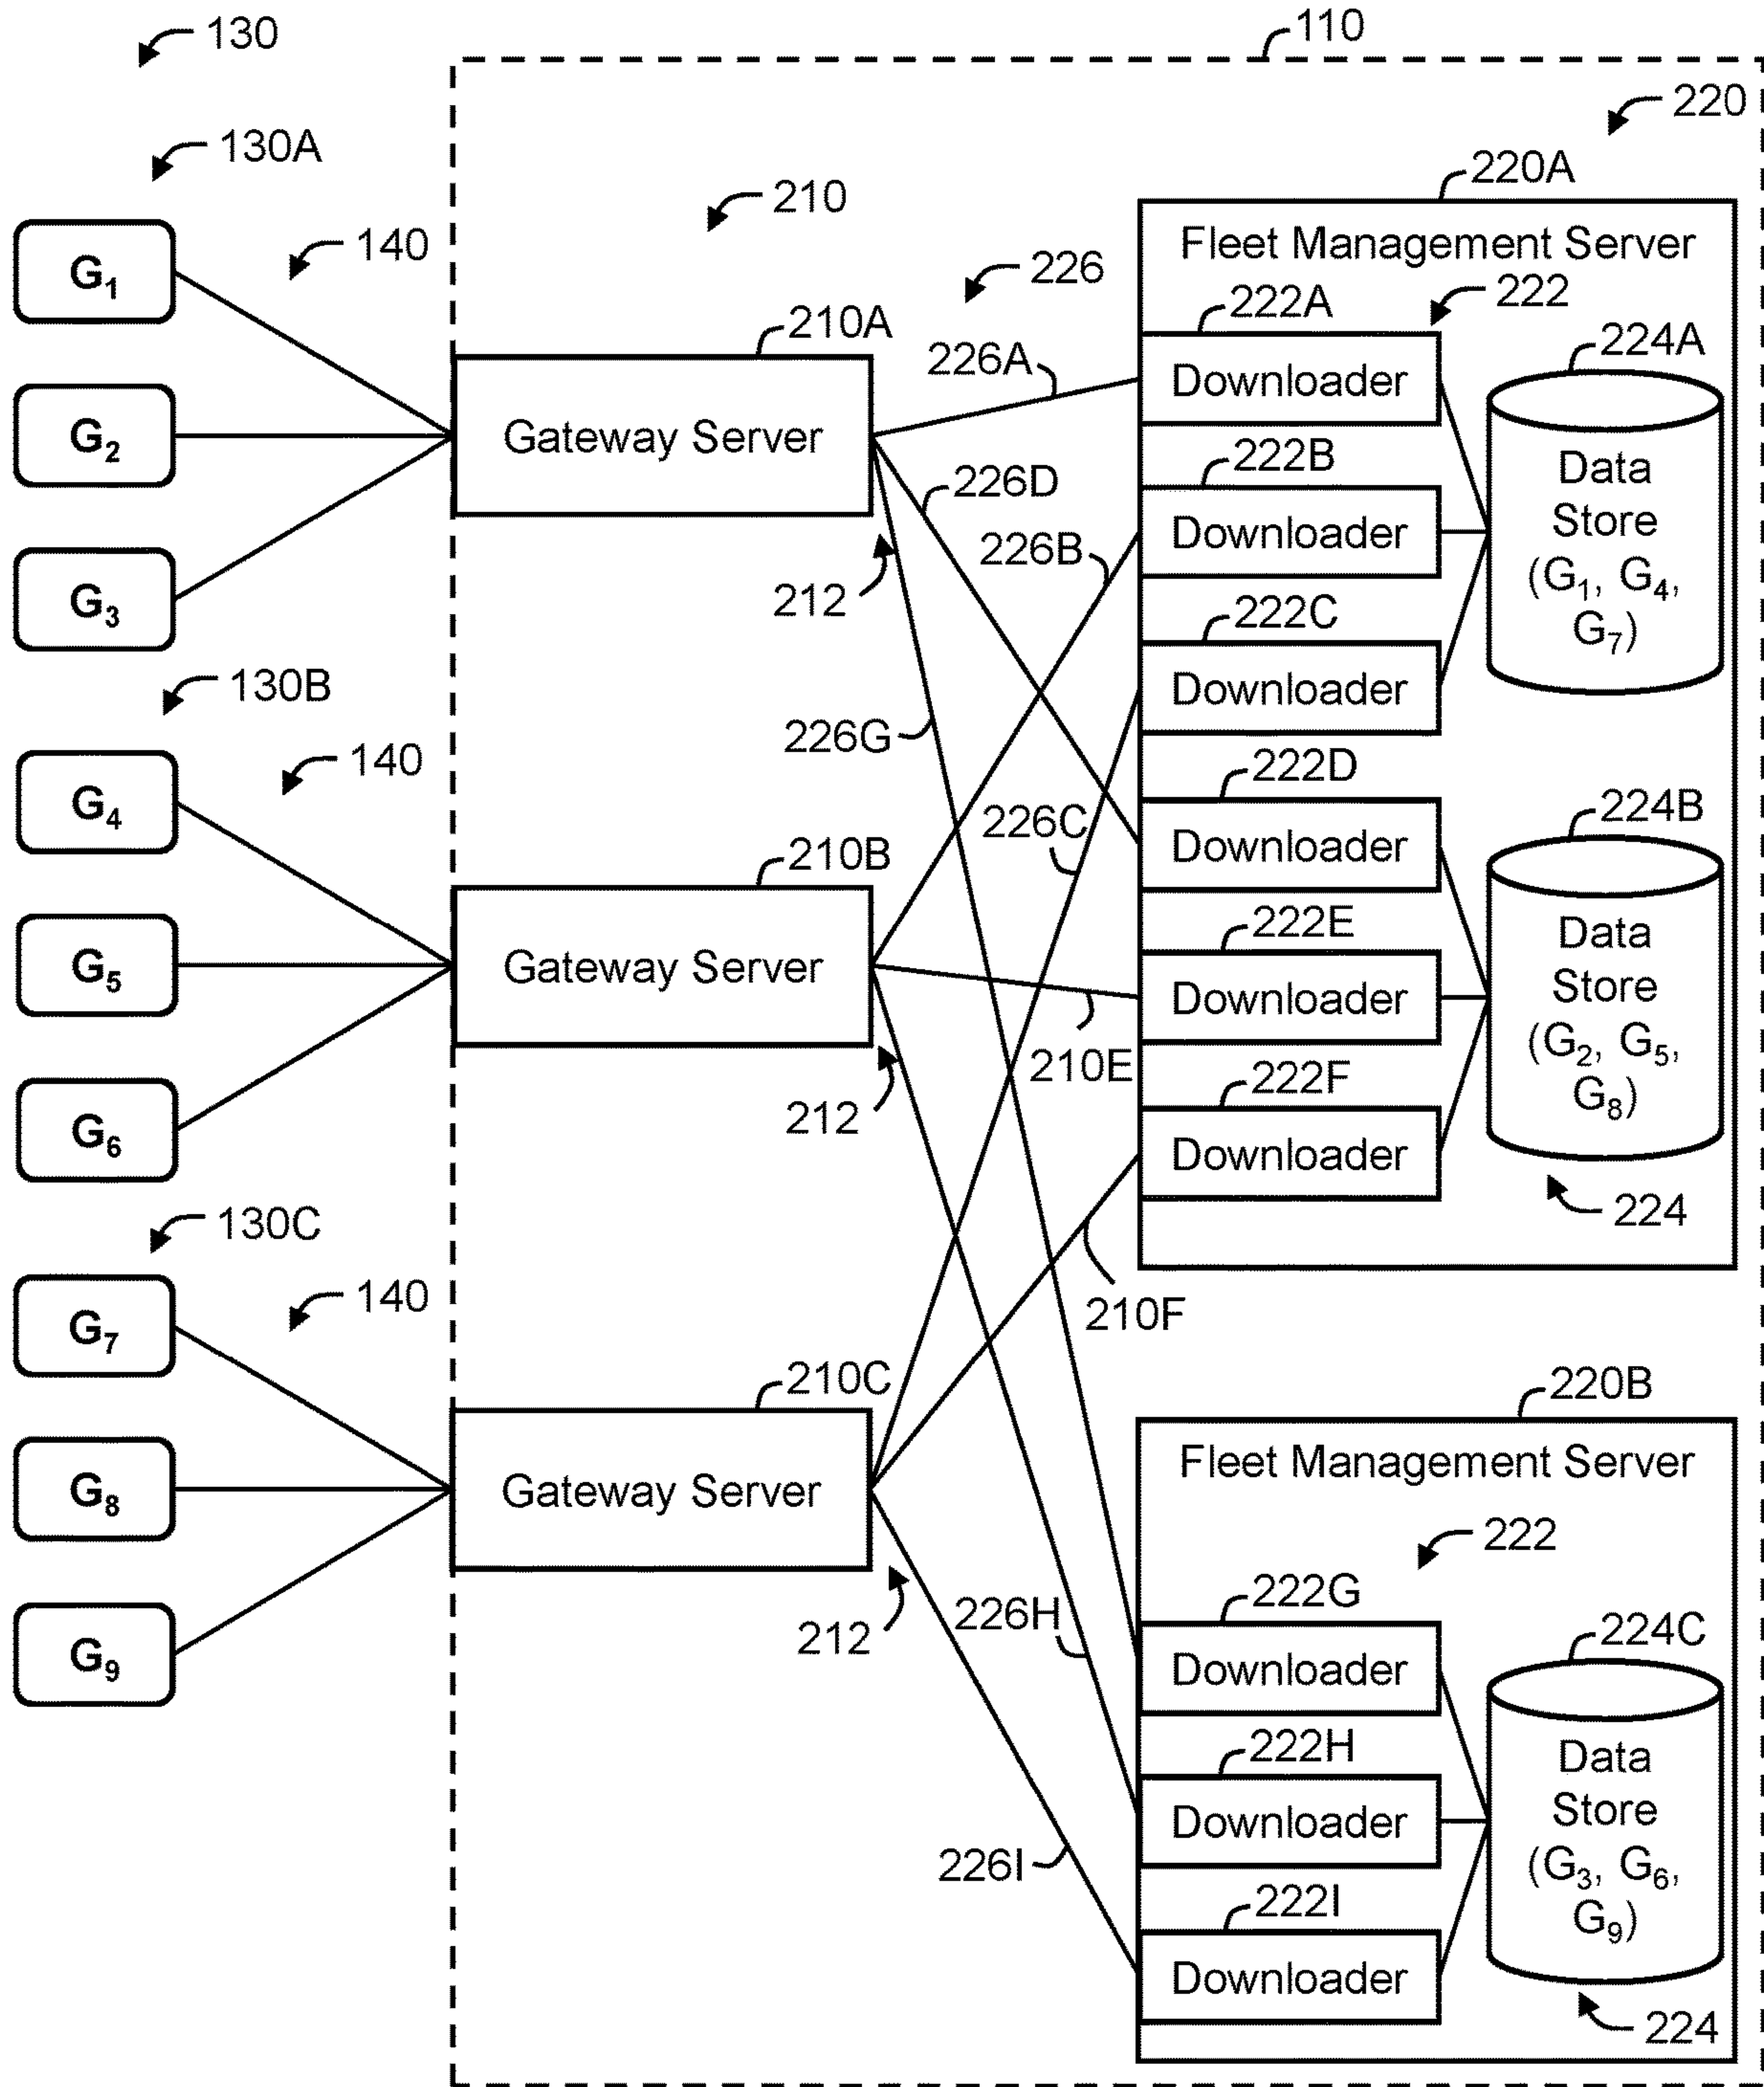 130
110
220
130A
220A
210
G₁
140
226
Fleet Management Server
222A
222
210A
226A
Downloader
224A
G₂
Gateway Server
222B
Data
Store
(G₁, G₄,
G₇)
226D
Downloader
226B
G₃
212
222C
Downloader
130B
226G
140
222D
G₄
226C
Downloader
224B
210B
222E
Data
Store
(G₂, G₅,
G₈)
G₅
Gateway Server
Downloader
210E
222F
G₆
212
Downloader
224
130C
140
210F
G₇
210C
220B
Fleet Management Server
G₈
Gateway Server
222
222G
226H
212
224C
G₉
Downloader
222H
Data
Store
(G₃, G₆,
G₉)
Downloader
226I
222I
Downloader
224